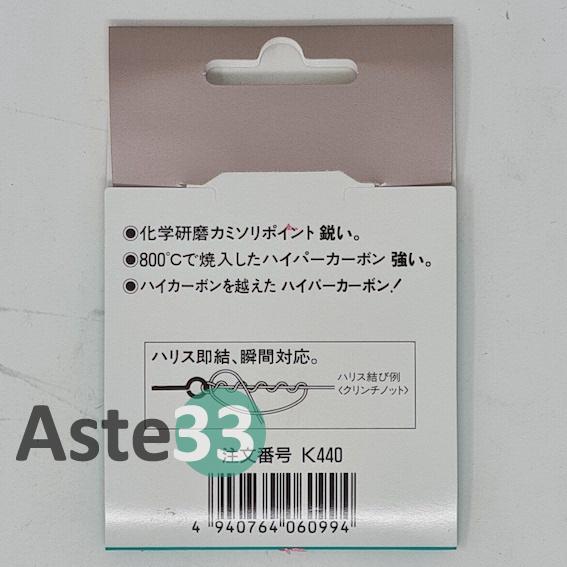 ◉化学研磨カミソリポイント 鋭い。
◉800℃で焼入したハイパーカーボン 強い。
◉ハイカーボンを越えた ハイパーカーボン!
ハリス即結、瞬間対応。
ハリス結び例
〈クリンチノット〉
Aste33
注文番号 K440
4 940764 060994